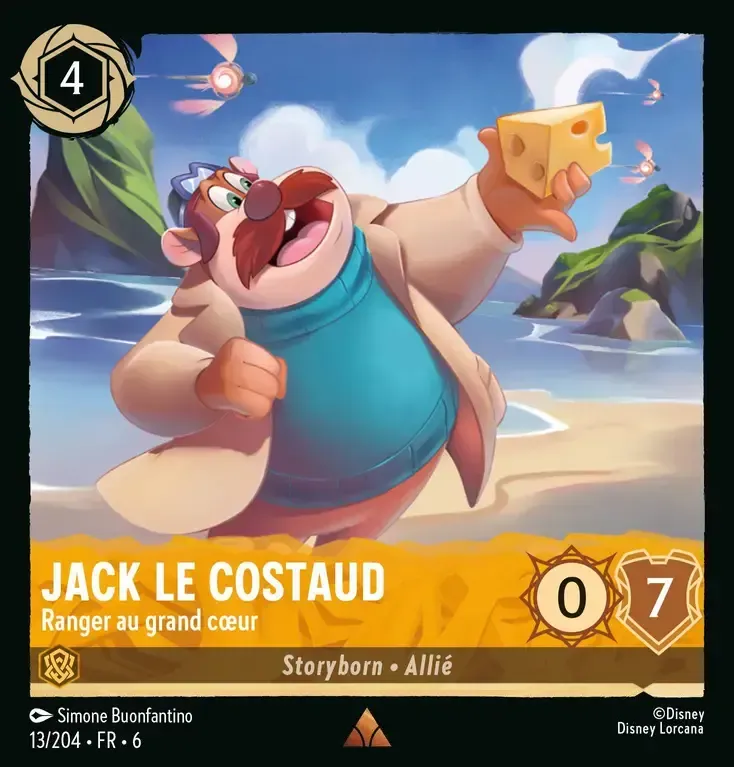 4
JACK LE COSTAUD
Ranger au grand cœur
0
7
Storyborn • Allié
Simone Buonfantino
©Disney
13/204 • FR • 6
Disney Lorcana